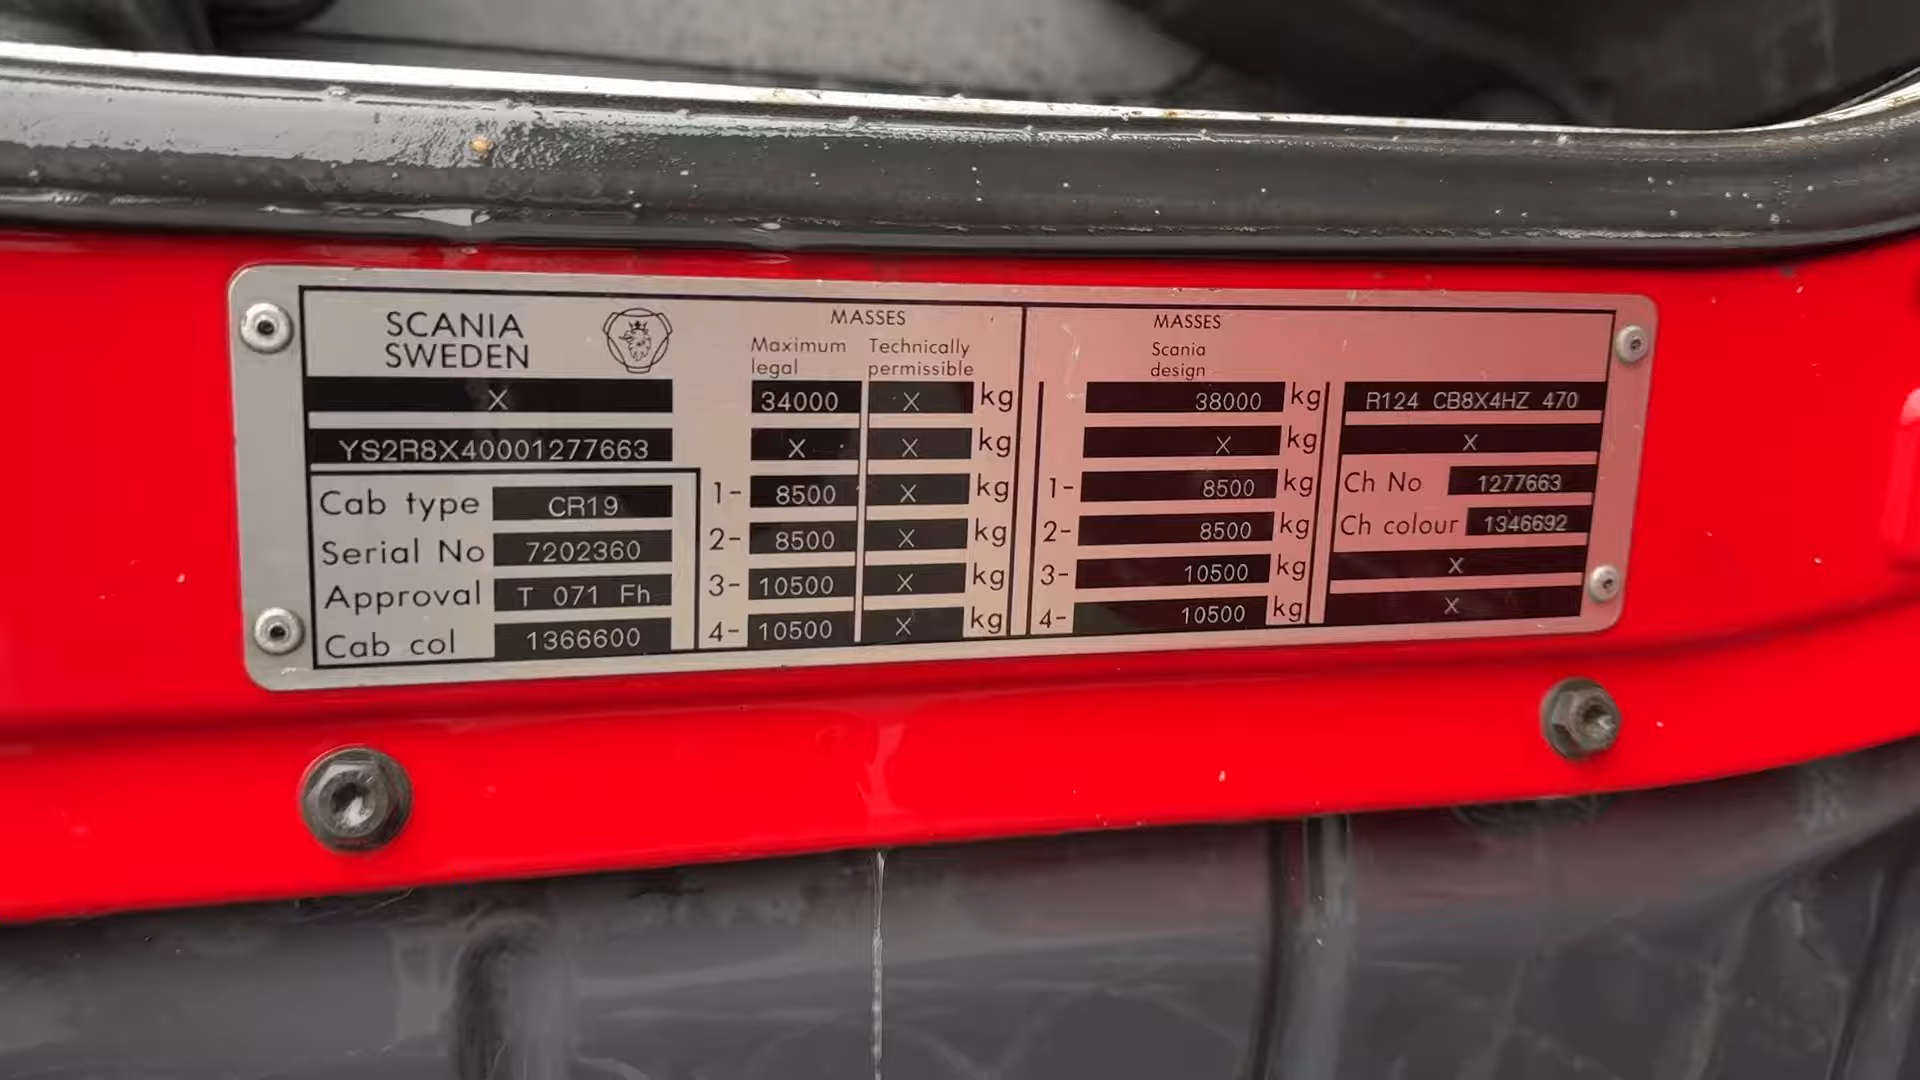 SCANIA
SWEDEN
X
YS2R8X40001277663
Cab type CR19
Serial No 7202360
Approval T 071 Fh
Cab col 1366600
MASSES
Maximum legal Technically permissible
34000 X kg
X X kg
1- 8500 X kg
2- 8500 X kg
3- 10500 X kg
4- 10500 X kg
MASSES
Scania
design
38000 kg
X kg
1- 8500 kg
2- 8500 kg
3- 10500 kg
4- 10500 kg
R124 CB8X4HZ 470
X
Ch No 1277663
Ch colour 1346692
X
X